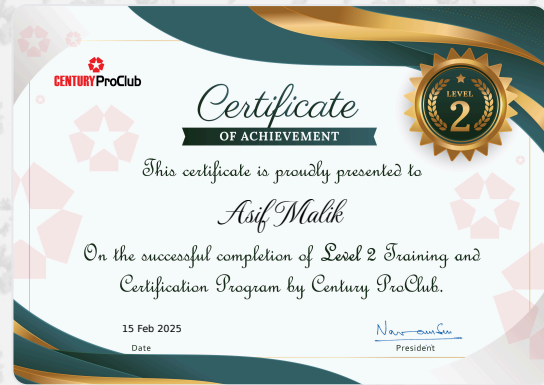 CENTURY ProClub
LEVEL
2
Certificate
OF ACHIEVEMENT
This certificate is proudly presented to
Asif Malik
On the successful completion of Level 2 Training and
Certification Program by Century ProClub.
15 Feb 2025
Date
President